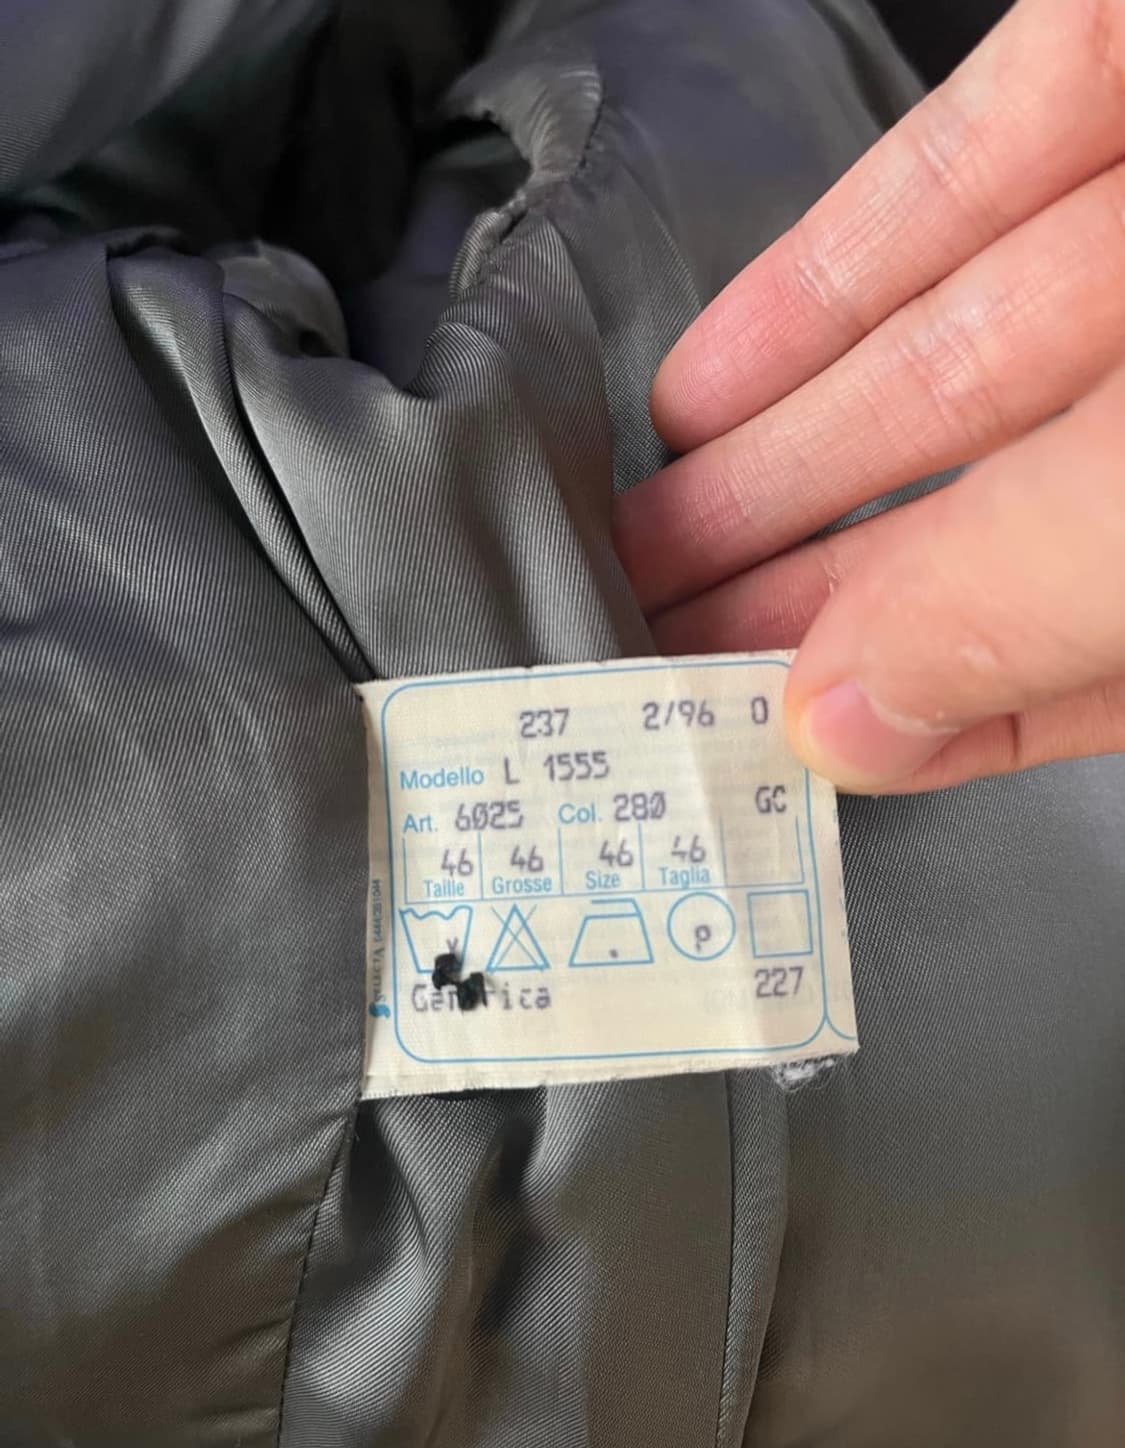 237 2/96 0
Modello L 1555
Art. 6025 Col. 280 GC
46 46 46 46
Taille Grosse Size Taglia
P
227